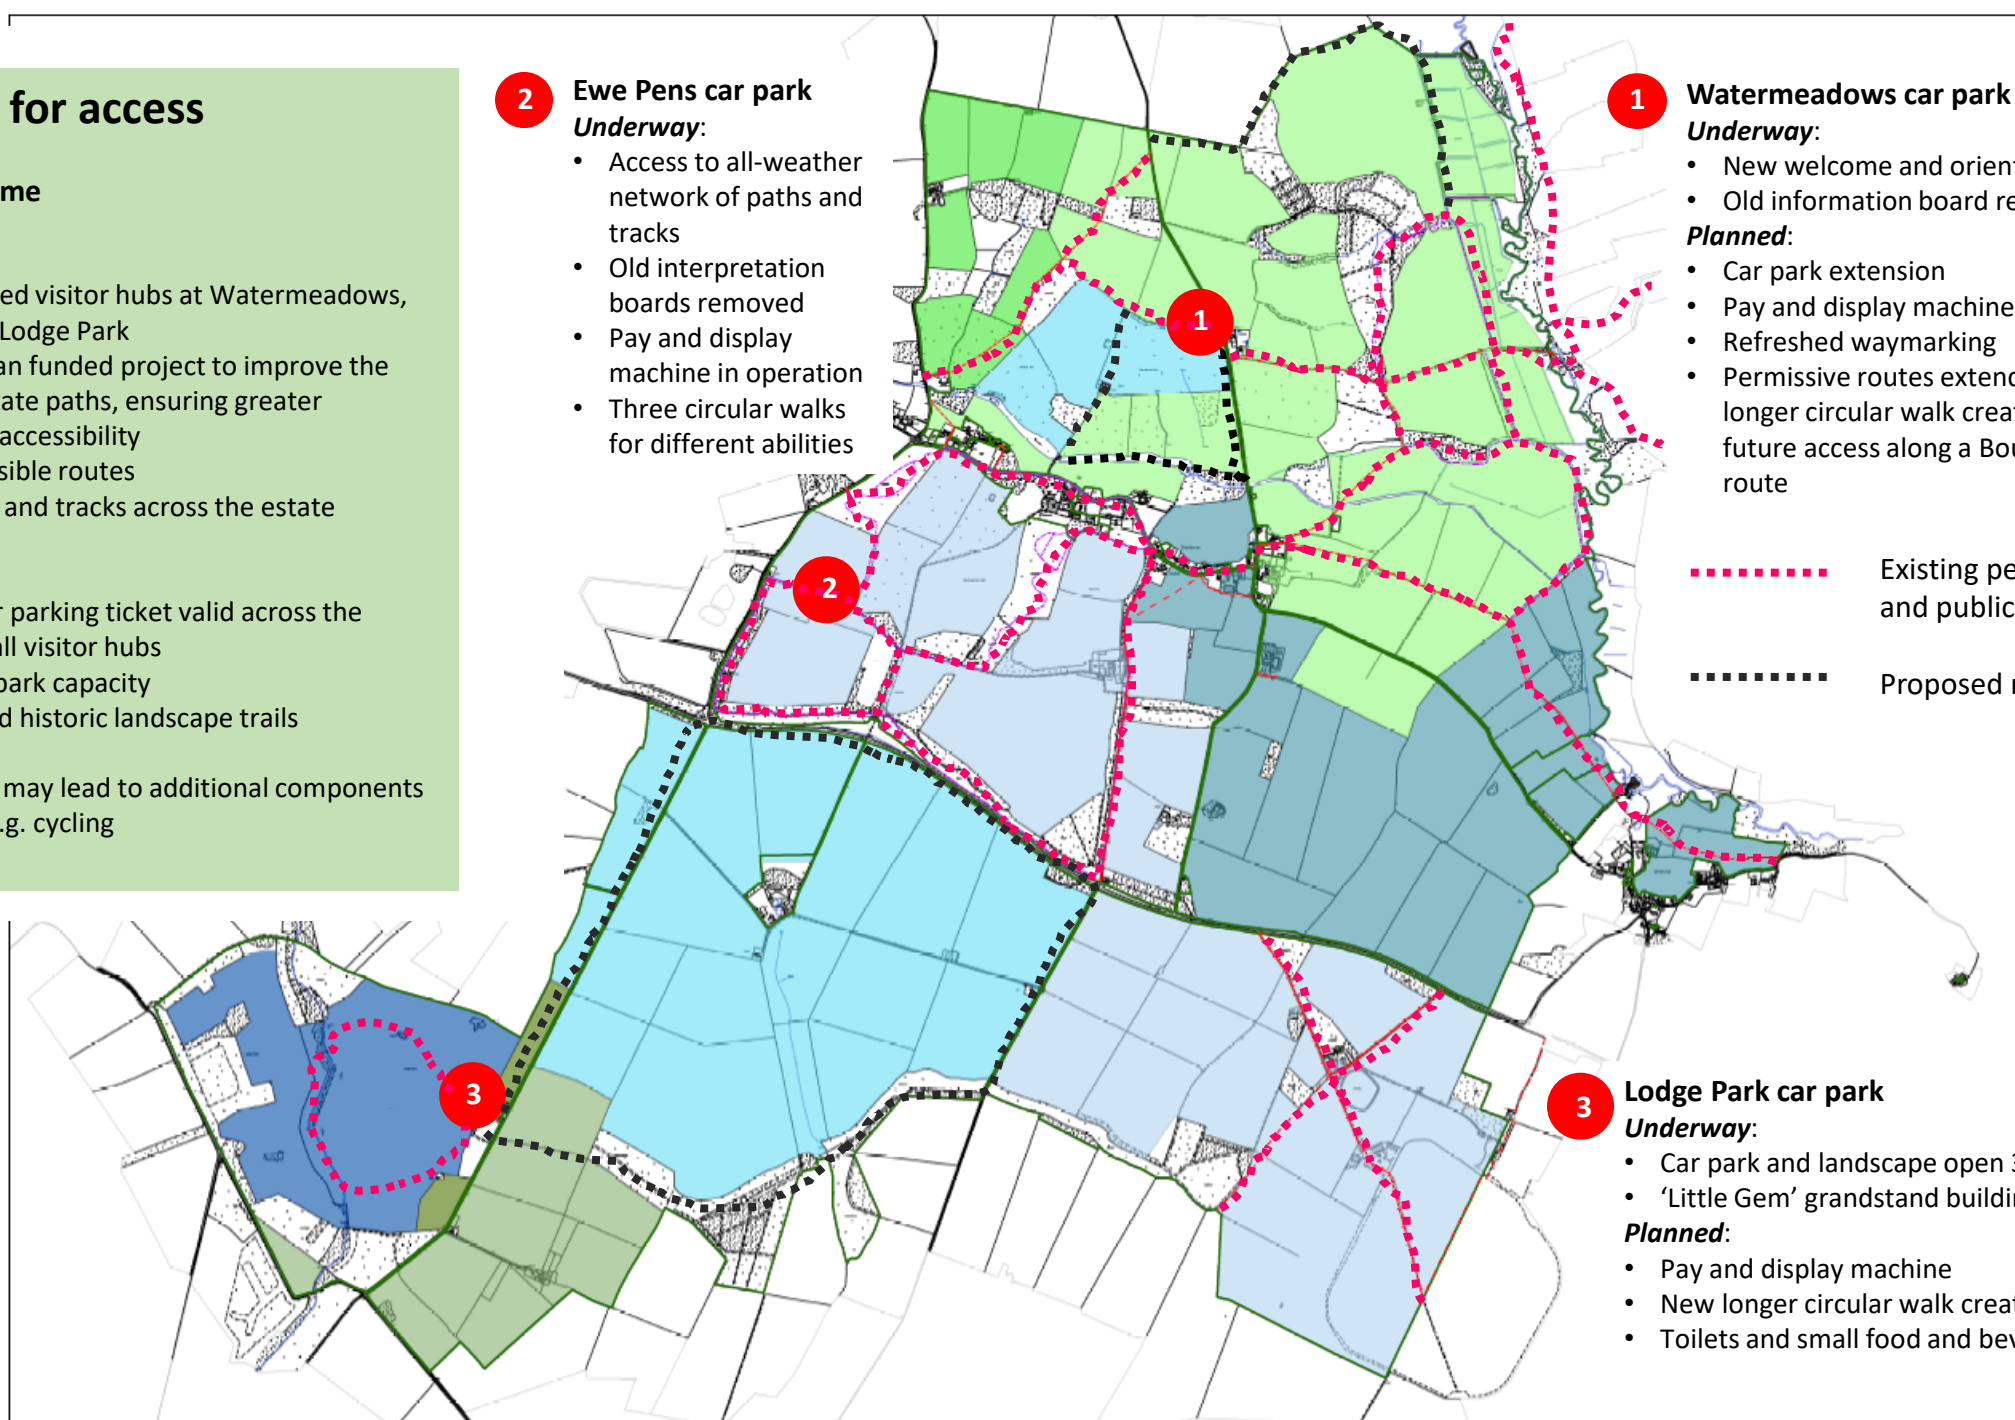 for access
me
ed visitor hubs at Watermeadows,
Lodge Park
an funded project to improve the
ate paths, ensuring greater
accessibility
sible routes
and tracks across the estate
r parking ticket valid across the
all visitor hubs
park capacity
d historic landscape trails
may lead to additional components
.g. cycling
2
Ewe Pens car park
Underway:
• Access to all-weather
network of paths and
tracks
• Old interpretation
boards removed
• Pay and display
machine in operation
• Three circular walks
for different abilities
1
Watermeadows car park
Underway:
• New welcome and orient
• Old information board re
Planned:
• Car park extension
• Pay and display machine
• Refreshed waymarking
• Permissive routes extend
longer circular walk creat
future access along a Bou
route
Existing pe
and public
Proposed r
1
2
3
3
Lodge Park car park
Underway:
• Car park and landscape open 3
• ‘Little Gem’ grandstand buildin
Planned:
• Pay and display machine
• New longer circular walk creat
• Toilets and small food and bev